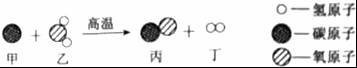 高温
甲 + 乙 → 丙 + 丁
○—氢原子
—碳原子
—氧原子